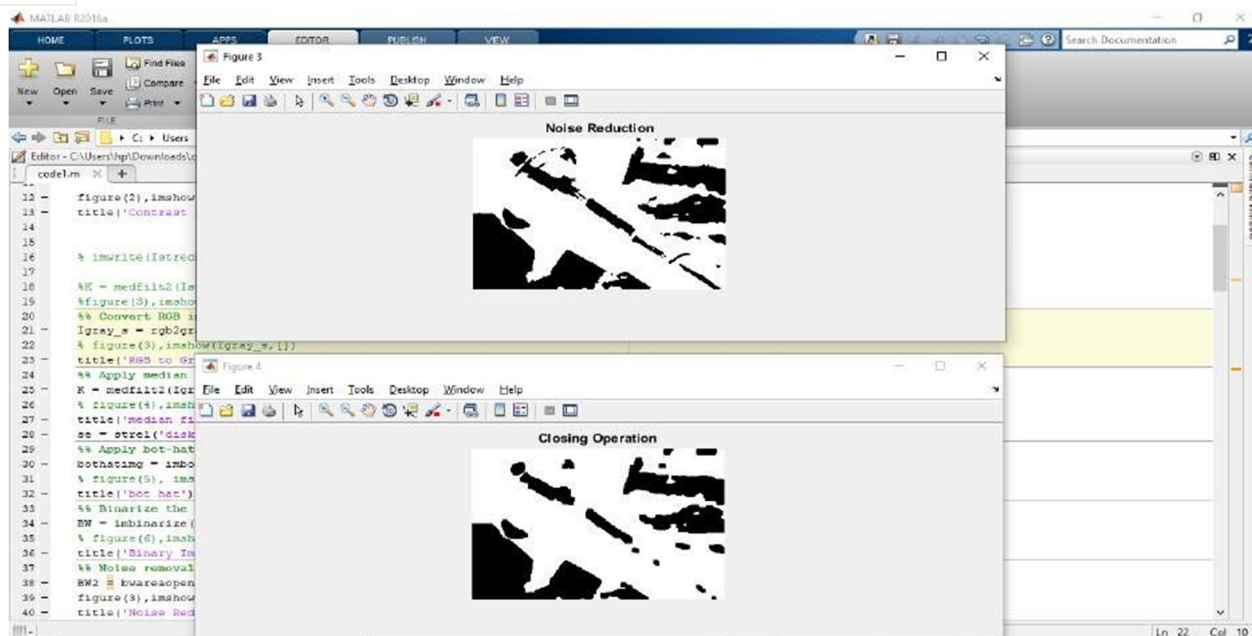 MATLAB R2016a
HOME PLOTS APPS EDITOR PUBLISH VIEW
Search Documentation
New Open Save
Find Files
Compare
Print
FILE
C: Users
Editor - C:\Users\hp\Downloads\c
code1.m
Figure 3
File Edit View Insert Tools Desktop Window Help
Noise Reduction
12 figure(2),imshow
13 title('Contrast
14
15
16 % imwrite(Istrec
17
18 %K = medfilt2(Is
19 %figure(3),imsho
20 %% Convert RGB i
21 Igray_s = rgb2gr
22 % figure(3),imshow(Igray_s,[])
23 title('RGB to Gr
24 %% Apply median
25 K = medfilt2(Igr
26 % figure(4),imsh
27 title('median fi
28 se = strel('disk
29 %% Apply bot-hat
30 bothatimg = imbo
31 % figure(5), ims
32 title('bot hat')
33 %% Binarize the
34 BW = imbinarize(
35 % figure(6),imsh
36 title('Binary Im
37 %% Noise removal
38 BW2 = bwareaopen
39 figure(3),imshow
40 title('Noise Red
Figure 4
File Edit View Insert Tools Desktop Window Help
Closing Operation
Ln 22 Col 10